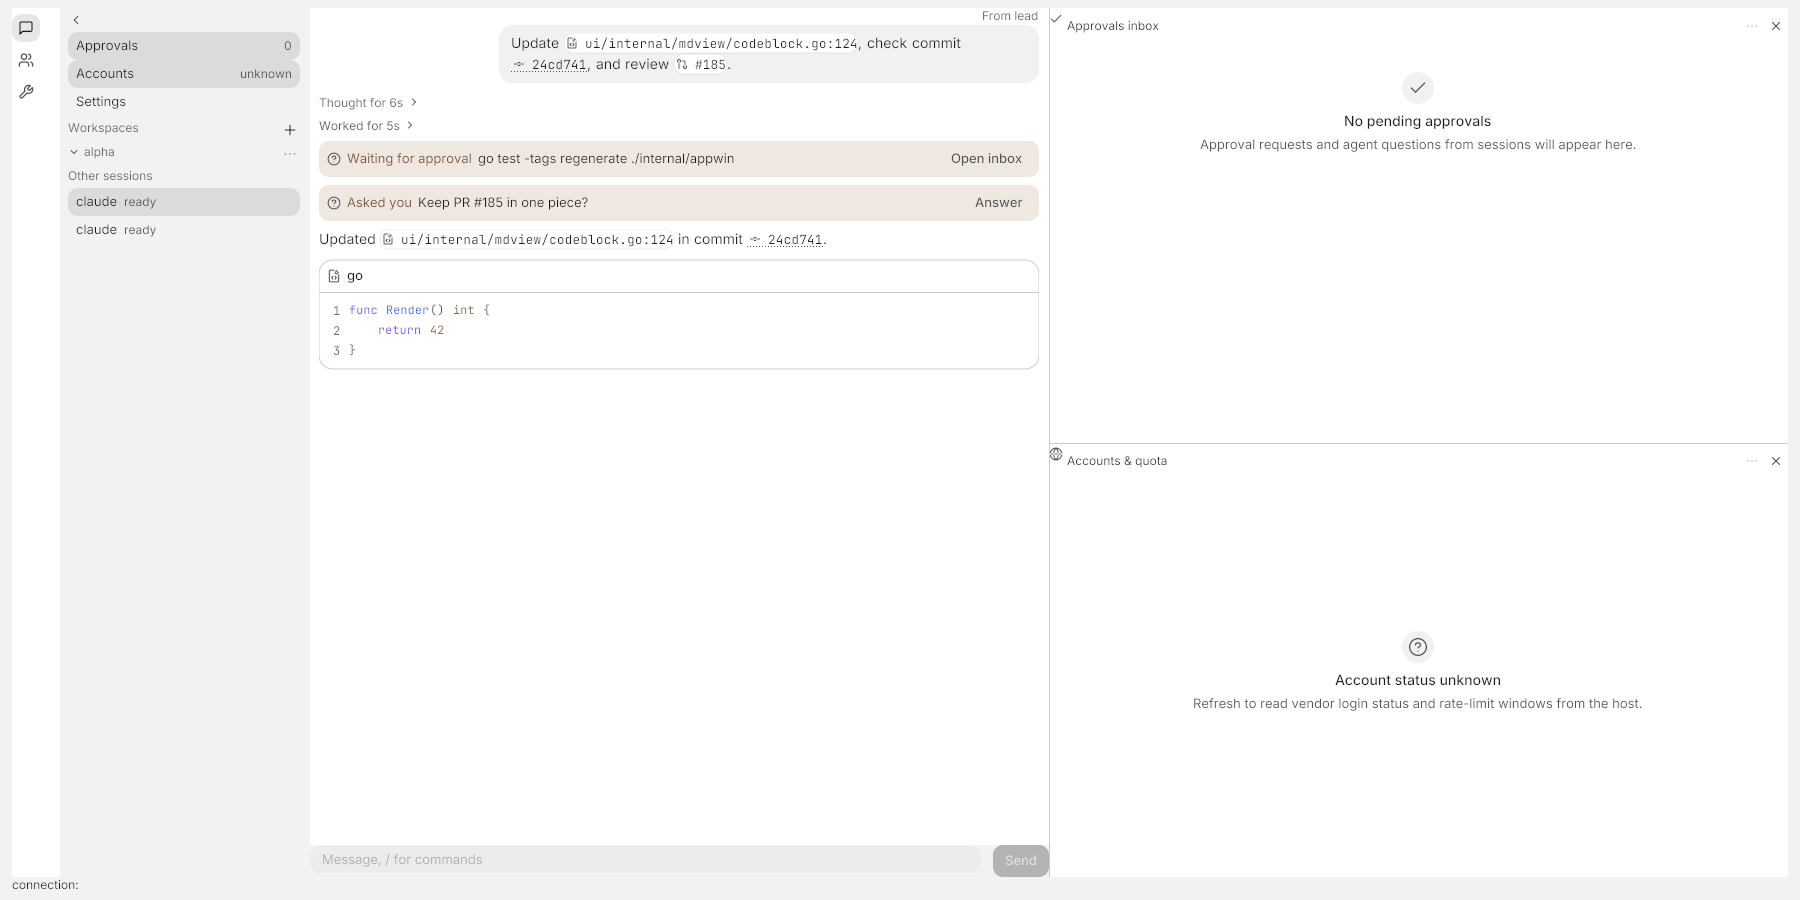 Approvals 0
Accounts unknown
Settings
Workspaces
alpha
Other sessions
claude ready
claude ready
From lead
Update ui/internal/mdview/codeblock.go:124, check commit
24cd741, and review #185.
Thought for 6s
Worked for 5s
Waiting for approval go test -tags regenerate ./internal/appwin Open inbox
Asked you Keep PR #185 in one piece? Answer
Updated ui/internal/mdview/codeblock.go:124 in commit 24cd741.
go
1 func Render() int {
2 return 42
3 }
Message, / for commands Send
Approvals inbox
No pending approvals
Approval requests and agent questions from sessions will appear here.
Accounts & quota
Account status unknown
Refresh to read vendor login status and rate-limit windows from the host.
connection: